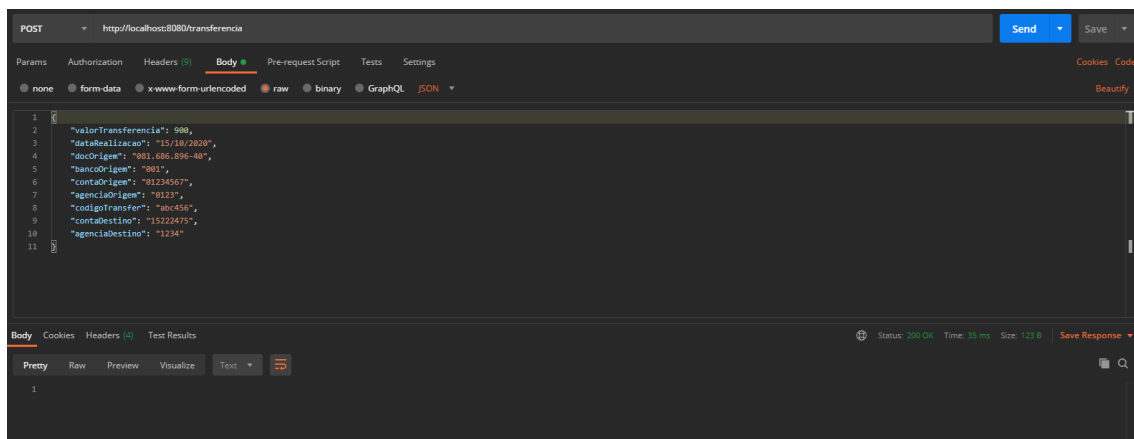 POST http://localhost:8080/transferencia Send Save
Params Authorization Headers (9) Body Pre-request Script Tests Settings Cookies Code
none form-data x-www-form-urlencoded raw binary GraphQL JSON Beautify
1 {
2 "valorTransferencia": 900,
3 "dataRealizacao": "15/10/2020",
4 "docOrigem": "081.686.896-40",
5 "bancoOrigem": "001",
6 "contaOrigem": "01234567",
7 "agenciaOrigem": "0123",
8 "codigoTransfer": "abc456",
9 "contaDestino": "15222475",
10 "agenciaDestino": "1234"
11 }
Body Cookies Headers (4) Test Results Status: 200 OK Time: 35 ms Size: 123 B Save Response
Pretty Raw Preview Visualize Text
1